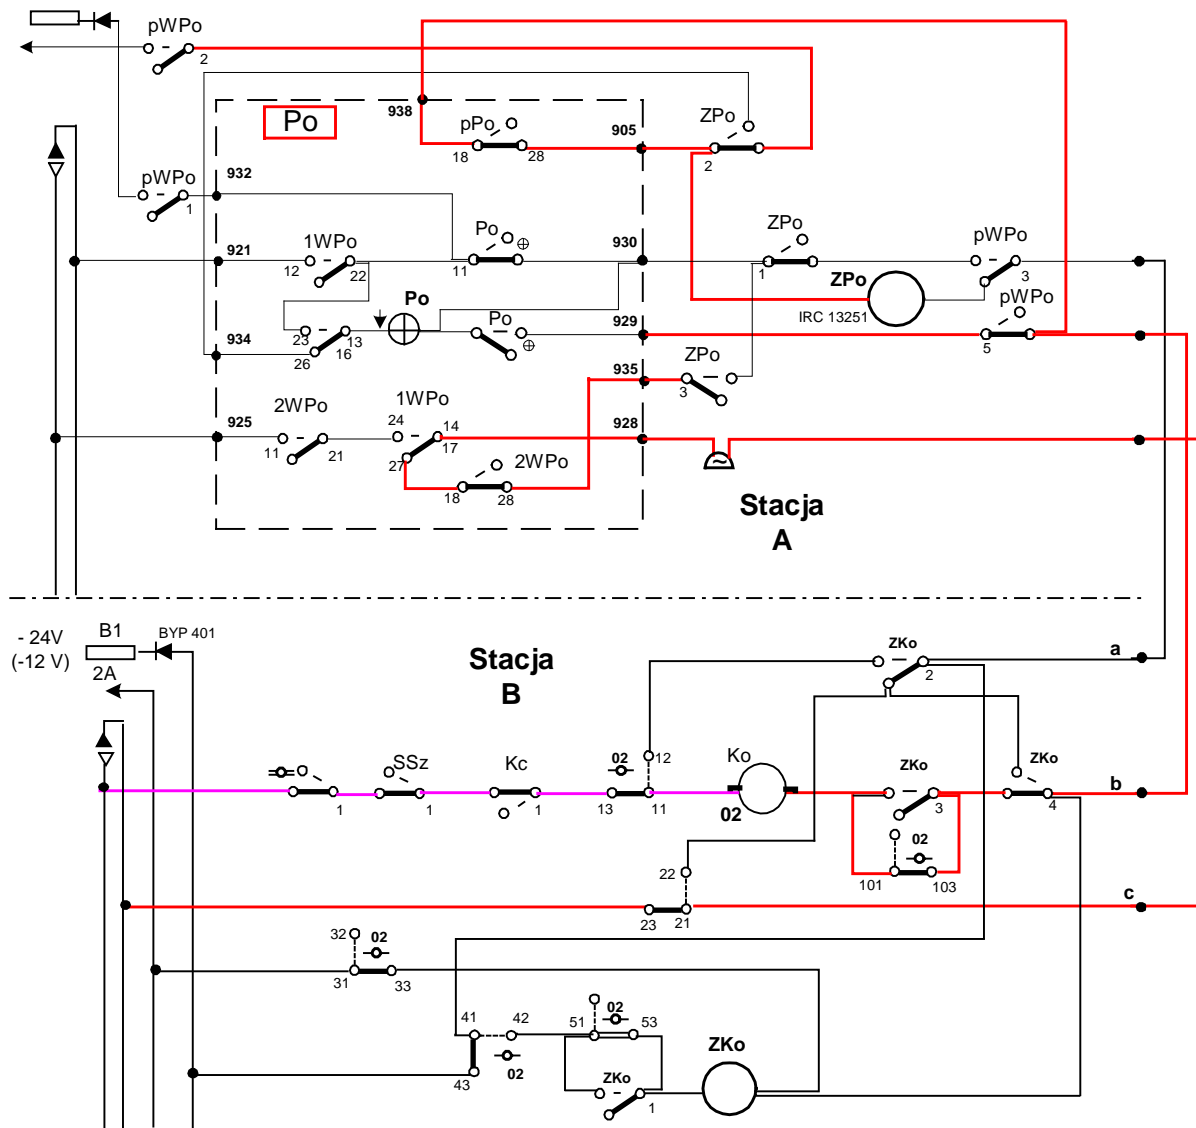 pWPo
2
938
Po
pPo
905
ZPo
18
28
2
pWPo
932
1
921
1WPo
12
22
Po
11
930
ZPo
1
pWPo
3
ZPo
IRC 13251
Po
23
13
16
26
934
Po
929
pWPo
5
935
ZPo
3
2WPo
1WPo
925
24
14
17
928
11
21
27
2WPo
18
28
Stacja
A
- 24V
(-12 V)
B1
BYP 401
2A
Stacja
B
ZKo
2
a
SSz
Kc
02
12
Ko
ZKo
ZKo
1
1
1
13
11
02
3
4
b
02
101
103
22
23
21
c
32
02
31
33
41
42
51
02
53
02
43
ZKo
1
ZKo